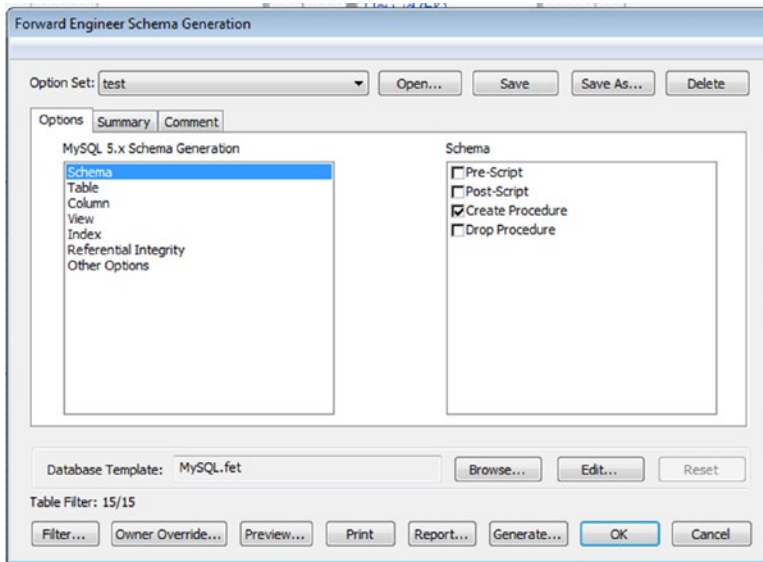 Forward Engineer Schema Generation
Option Set: test Open... Save Save As... Delete
Options Summary Comment
MySQL 5.x Schema Generation
Schema
Table
Column
View
Index
Referential Integrity
Other Options
Schema
Pre-Script
Post-Script
Create Procedure
Drop Procedure
Database Template: MySQL.fet Browse... Edit... Reset
Table Filter: 15/15
Filter... Owner Override... Preview... Print Report... Generate... OK Cancel